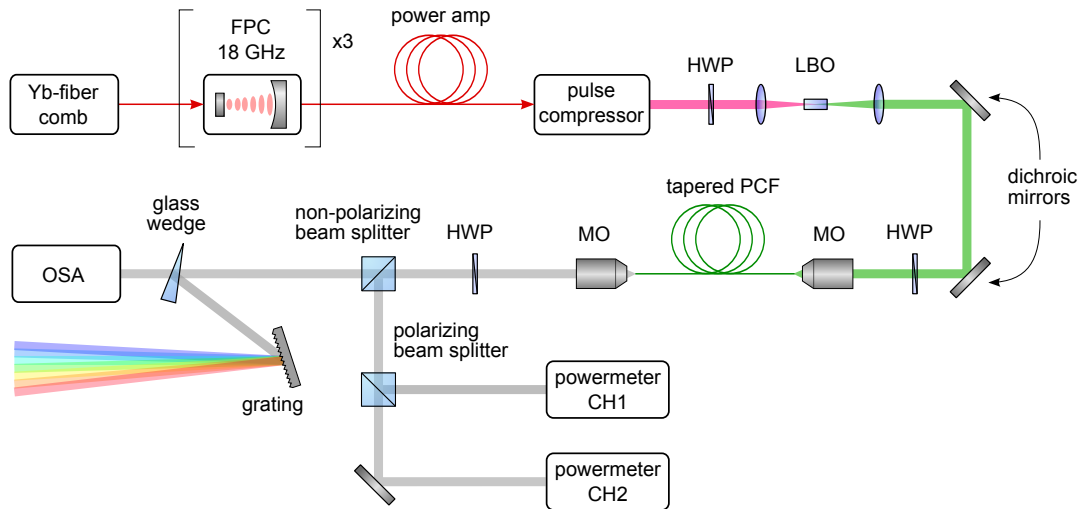 power amp
FPC
18 GHz
x3
Yb-fiber
comb
pulse
compressor
HWP
LBO
dichroic
mirrors
tapered PCF
glass
wedge
non-polarizing
beam splitter
HWP
MO
MO
HWP
OSA
polarizing
beam splitter
grating
powermeter
CH1
powermeter
CH2